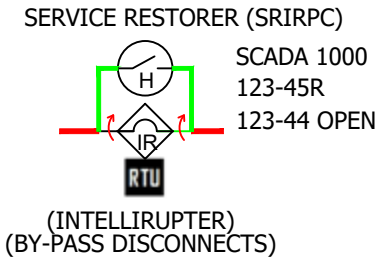 SERVICE RESTORER (SRIRPC)
SCADA 1000
H
123-45R
123-44 OPEN
IR
RTU
(INTELLIRUPTER)
(BY-PASS DISCONNECTS)